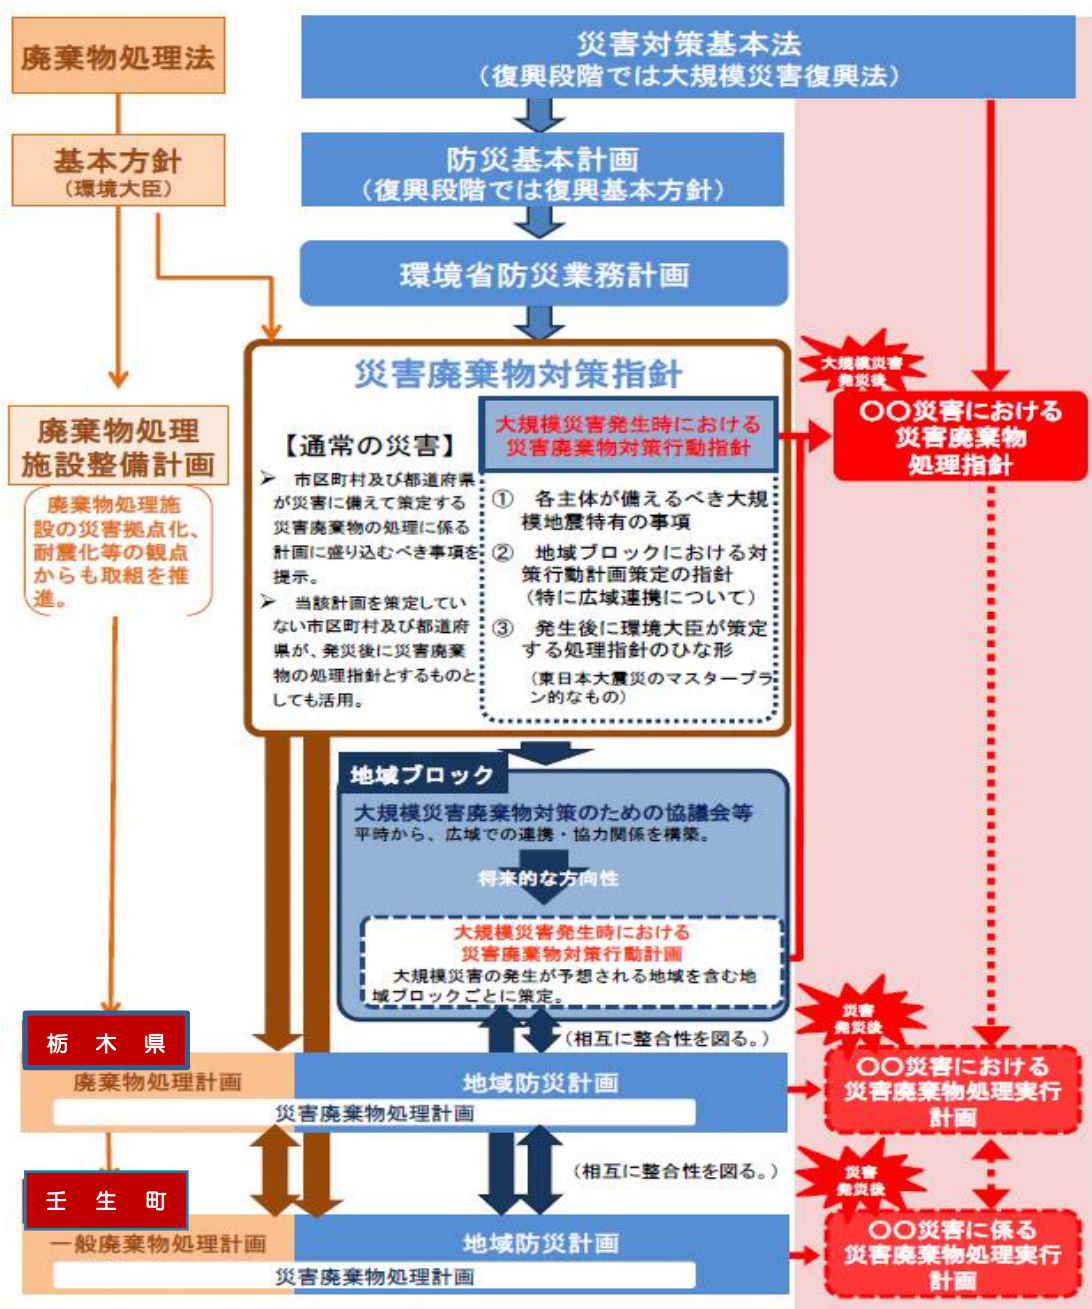 廃棄物処理法
災害対策基本法
(復興段階では大規模災害復興法)
基本方針
(環境大臣)
防災基本計画
(復興段階では復興基本方針)
環境省防災業務計画
災害廃棄物対策指針
【通常の災害】
➢ 市区町村及び都道府県
が災害に備えて策定する
災害廃棄物の処理に係る
計画に盛り込むべき事項を
提示。
➢ 当該計画を策定してい
ない市区町村及び都道府
県が、発災後に災害廃棄
物の処理指針とするものと
しても活用。
大規模災害発生時における
災害廃棄物対策行動指針
① 各主体が備えるべき大規
模地震特有の事項
② 地域ブロックにおける対
策行動計画策定の指針
(特に広域連携について)
③ 発生後に環境大臣が策定
する処理指針のひな形
(東日本大震災のマスタープラ
ン的なもの)
大規模災害
発災後
〇〇災害における
災害廃棄物
処理指針
廃棄物処理
施設整備計画
廃棄物処理施
設の災害拠点化、
耐震化等の観点
からも取組を推
進。
地域ブロック
大規模災害廃棄物対策のための協議会等
平時から、広域での連携・協力関係を構築。
将来的な方向性
大規模災害発生時における
災害廃棄物対策行動計画
大規模災害の発生が予想される地域を含む地
域ブロックごとに策定。
(相互に整合性を図る。)
栃木県
廃棄物処理計画
地域防災計画
災害廃棄物処理計画
災害
発災後
〇〇災害における
災害廃棄物処理実行
計画
(相互に整合性を図る。)
壬生町
一般廃棄物処理計画
地域防災計画
災害廃棄物処理計画
災害
発災後
〇〇災害に係る
災害廃棄物処理実行
計画